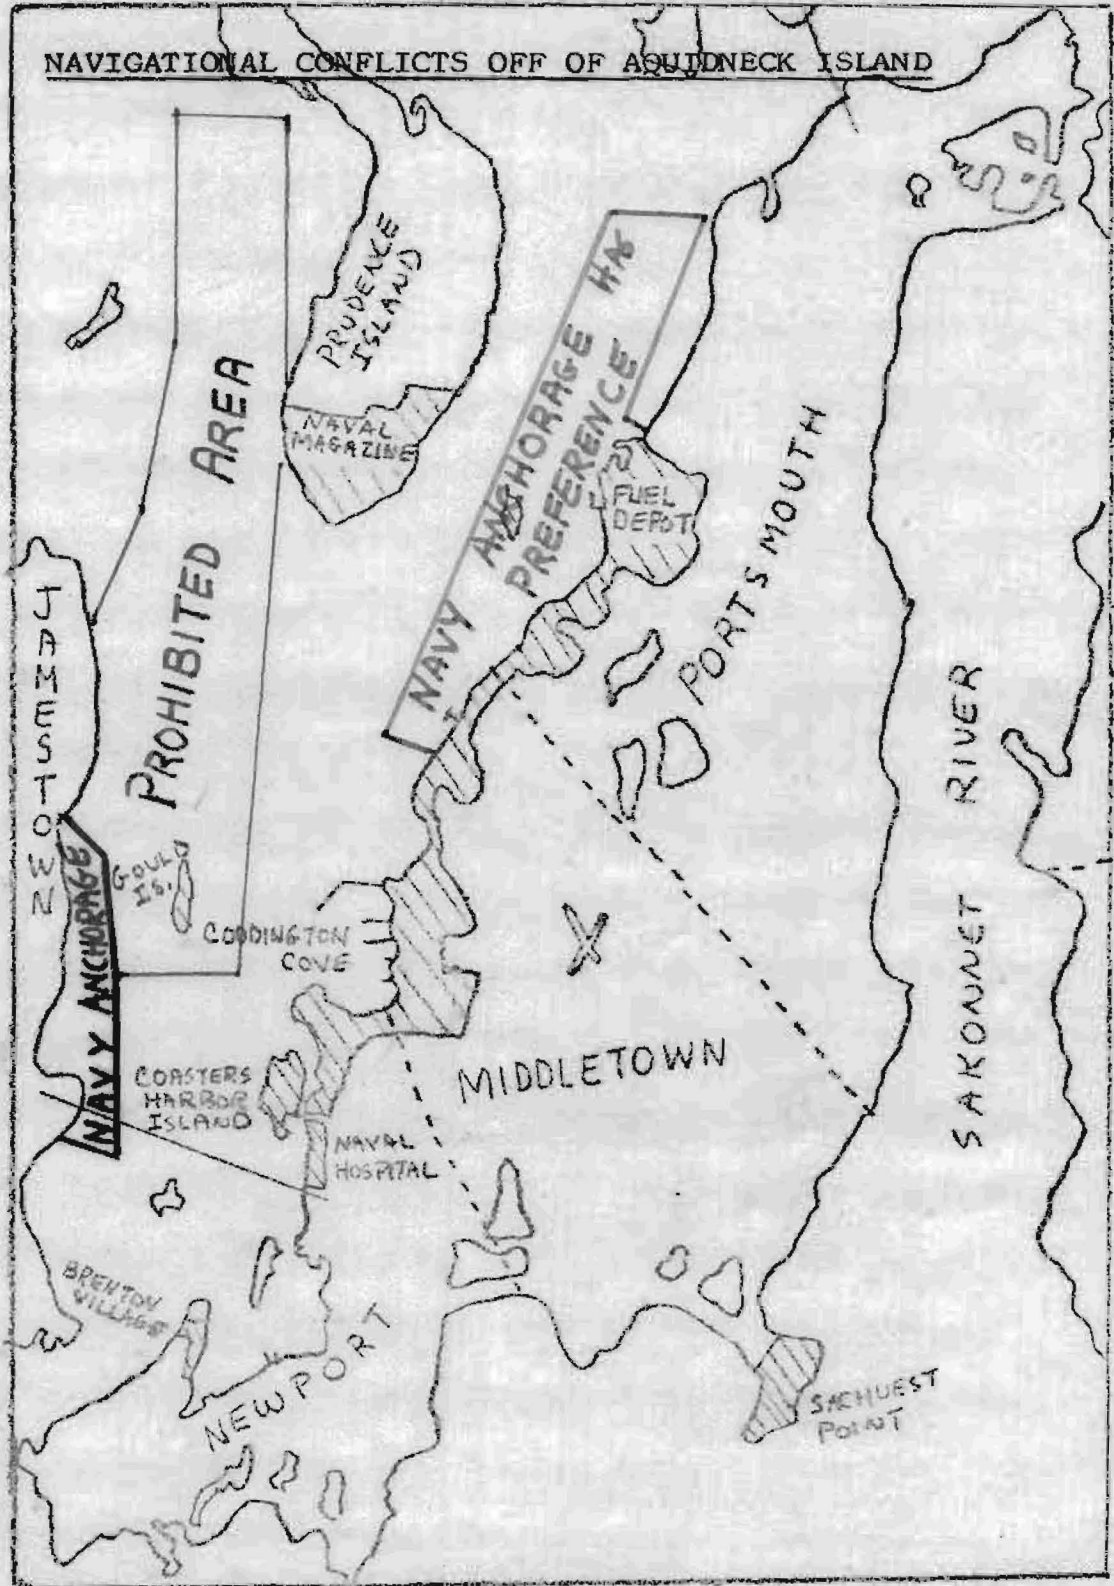 NAVIGATIONAL CONFLICTS OFF OF AQUIDNECK ISLAND
PRUDENCE
ISLAND
NAVAL
MAGAZINE
PROHIBITED AREA
NAVY ANCHORAGE HAS
PREFERENCE
FUEL
DEPOT
PORTSMOUTH
JAMESTOWN
GOULD
IS.
NAVY ANCHORAGE
CODDINGTON
COVE
COASTERS
HARBOR
ISLAND
NAVAL
HOSPITAL
MIDDLETOWN
SAKONNET RIVER
BRENTON
VILLAGE
NEWPORT
SACHUEST
POINT